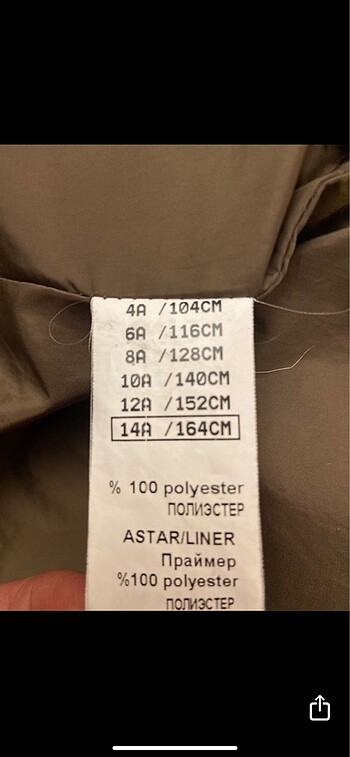 4A /104CM
6A /116CM
8A /128CM
10A /140CM
12A /152CM
14A /164CM
% 100 polyester
ПОЛИЭСТЕР
ASTAR/LINER
Праймер
%100 polyester
ПОЛИЭСТЕР